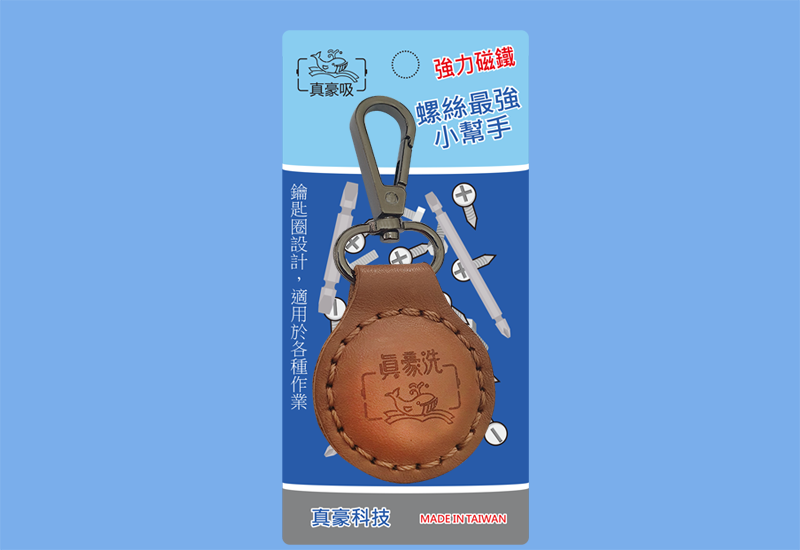 真豪吸
強力磁鐵
螺絲最強
小幫手
鑰匙圈設計，適用於各種作業
真豪洗
真豪科技
MADE IN TAIWAN